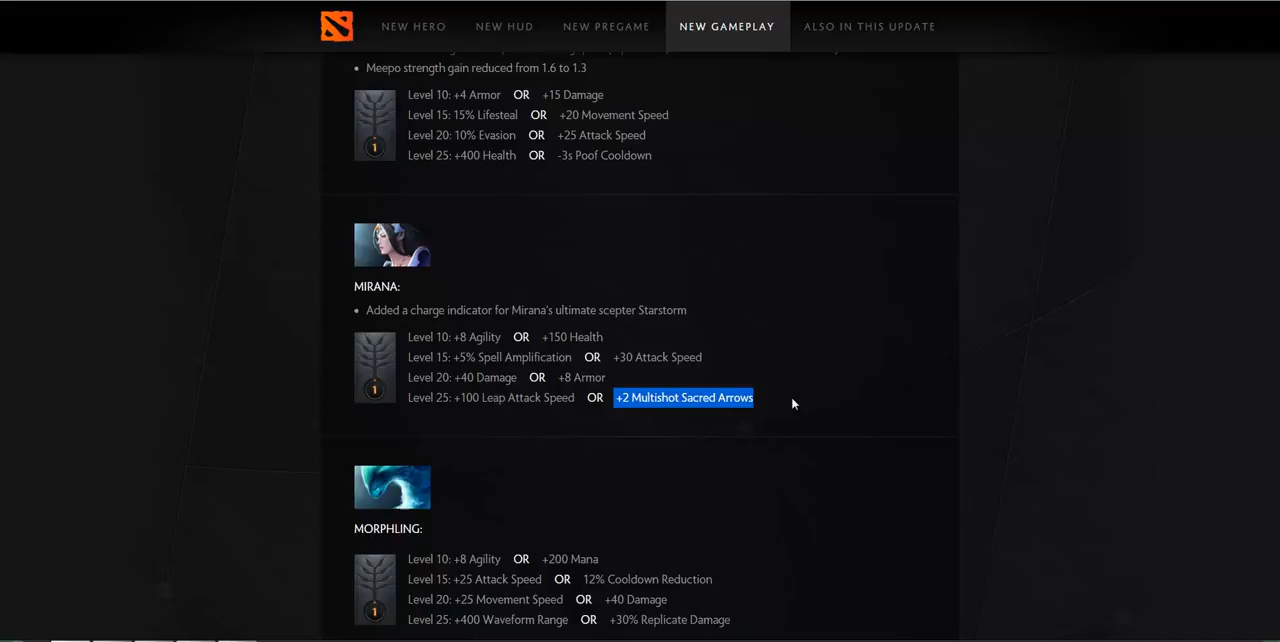 NEW HERO NEW HUD NEW PREGAME NEW GAMEPLAY ALSO IN THIS UPDATE
• Meepo strength gain reduced from 1.6 to 1.3
Level 10: +4 Armor OR +15 Damage
Level 15: 15% Lifesteal OR +20 Movement Speed
Level 20: 10% Evasion OR +25 Attack Speed
1
Level 25: +400 Health OR -3s Poof Cooldown
MIRANA:
• Added a charge indicator for Mirana's ultimate scepter Starstorm
Level 10: +8 Agility OR +150 Health
Level 15: +5% Spell Amplification OR +30 Attack Speed
Level 20: +40 Damage OR +8 Armor
1
Level 25: +100 Leap Attack Speed OR +2 Multishot Sacred Arrows
MORPHLING:
Level 10: +8 Agility OR +200 Mana
Level 15: +25 Attack Speed OR 12% Cooldown Reduction
Level 20: +25 Movement Speed OR +40 Damage
1
Level 25: +400 Waveform Range OR +30% Replicate Damage